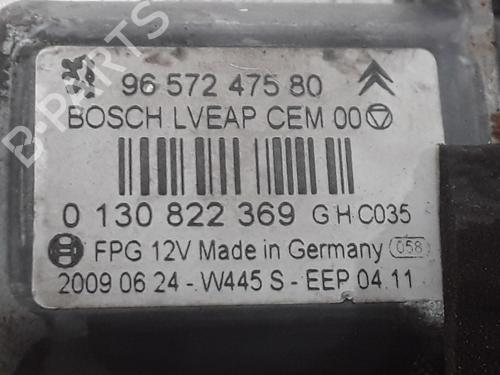 B-PARTS
96 572 475 80
BOSCH LVEAP CEM 00
0 130 822 369 G H C035
FPG 12V Made in Germany 058
2009 06 24 - W445 S - EEP 04.11